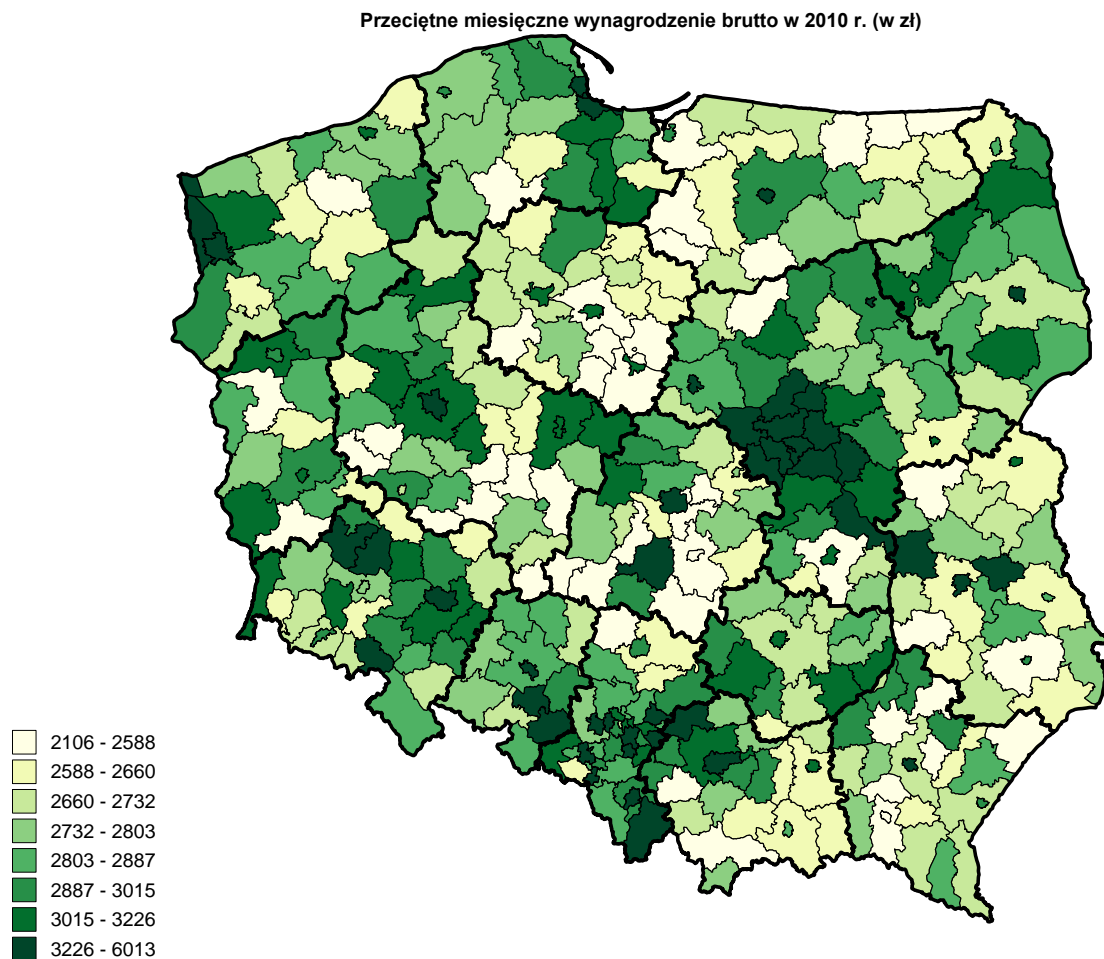 Przeciętne miesięczne wynagrodzenie brutto w 2010 r. (w zł)
2106 - 2588
2588 - 2660
2660 - 2732
2732 - 2803
2803 - 2887
2887 - 3015
3015 - 3226
3226 - 6013